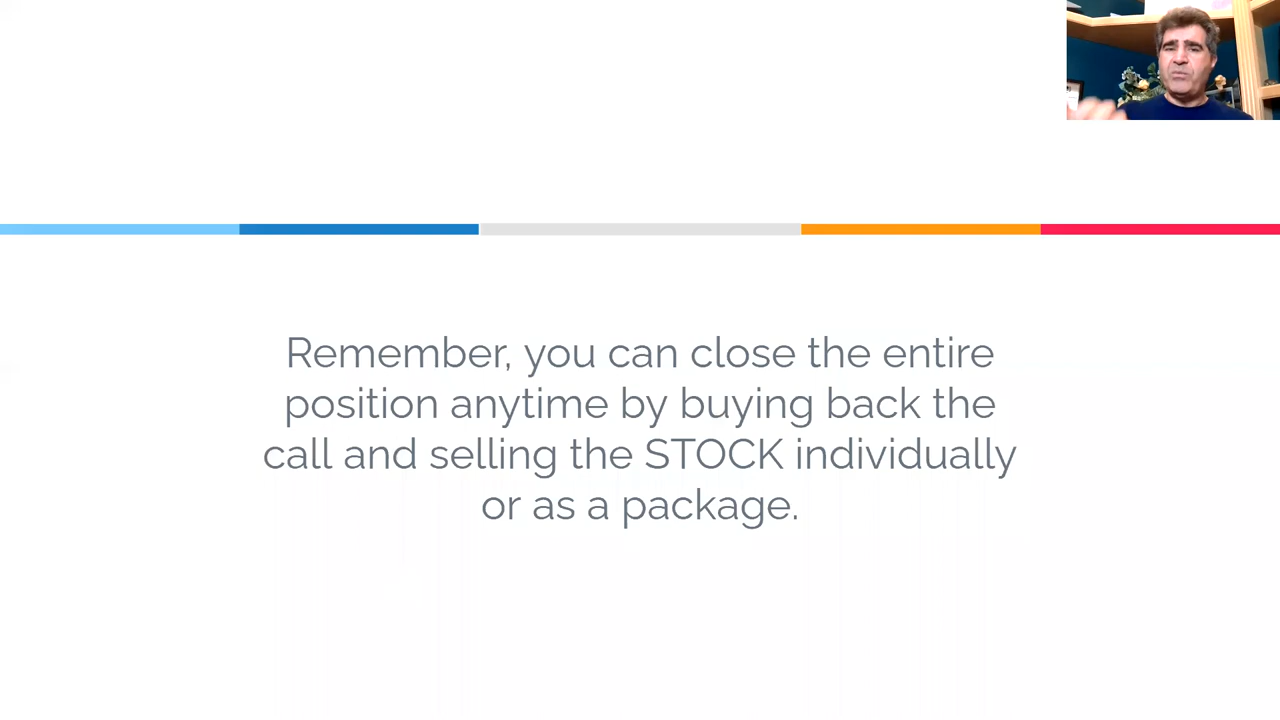 Remember, you can close the entire
position anytime by buying back the
call and selling the STOCK individually
or as a package.